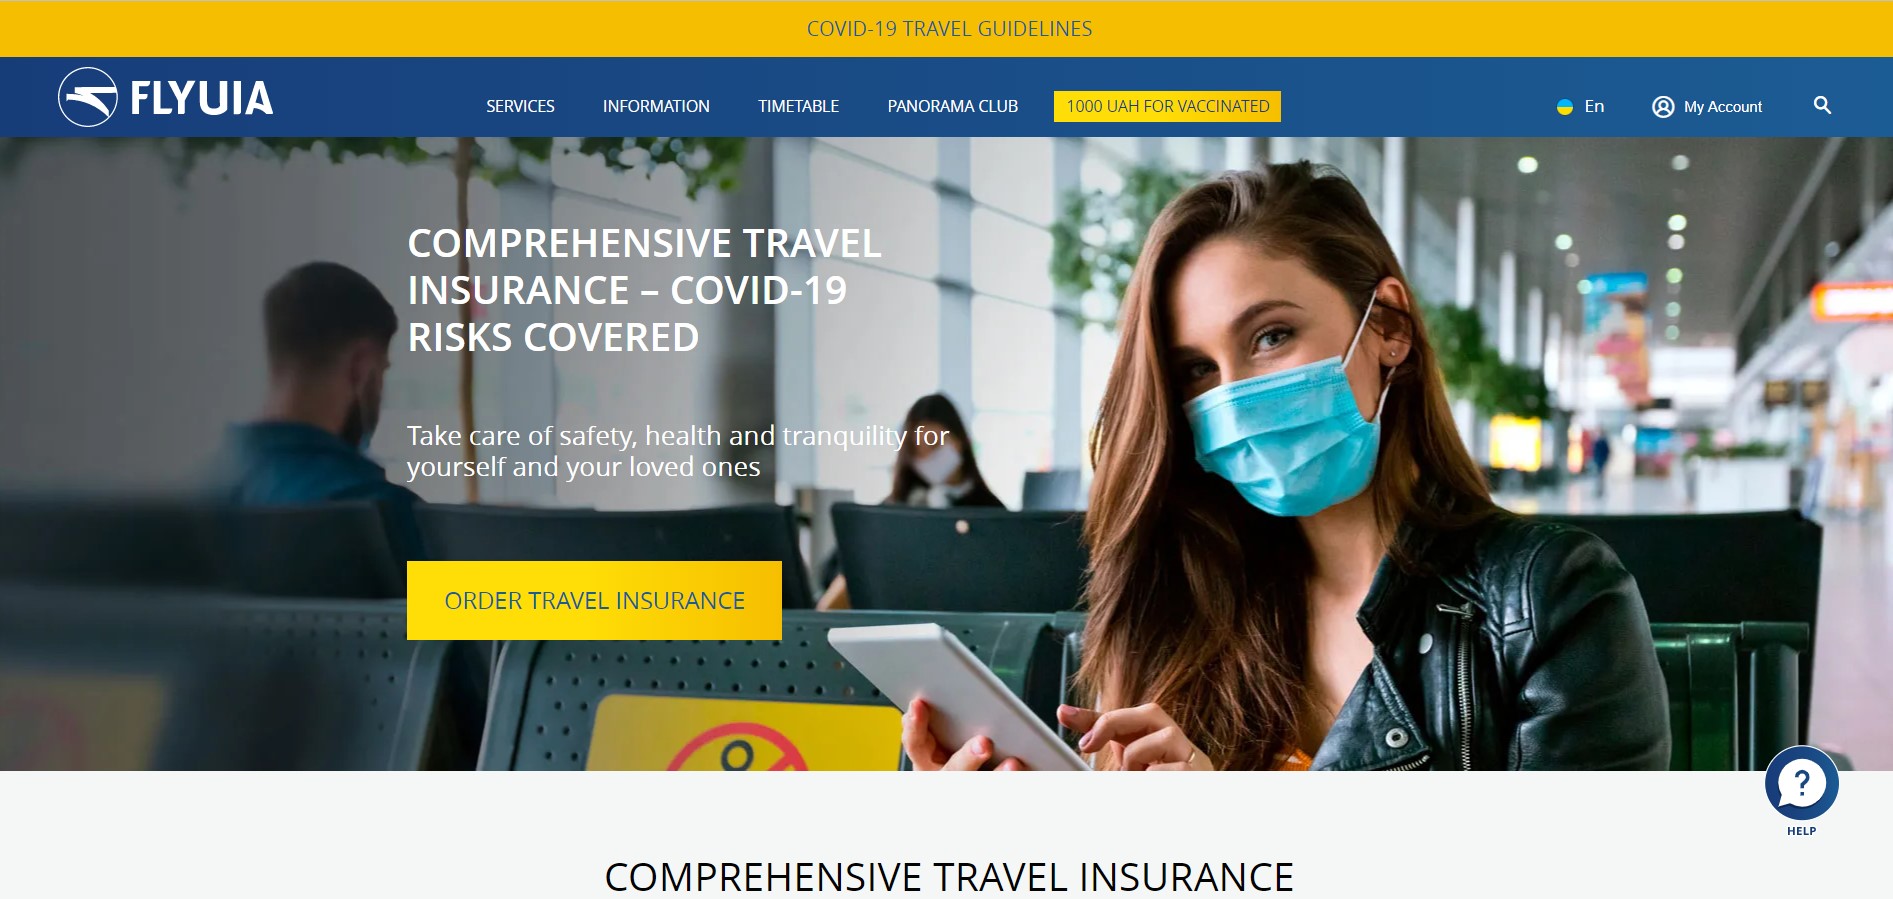 COVID-19 TRAVEL GUIDELINES
FLYUIA
SERVICES
INFORMATION
TIMETABLE
PANORAMA CLUB
1000 UAH FOR VACCINATED
En
My Account
COMPREHENSIVE TRAVEL
INSURANCE – COVID-19
RISKS COVERED
Take care of safety, health and tranquility for
yourself and your loved ones
ORDER TRAVEL INSURANCE
?
HELP
COMPREHENSIVE TRAVEL INSURANCE